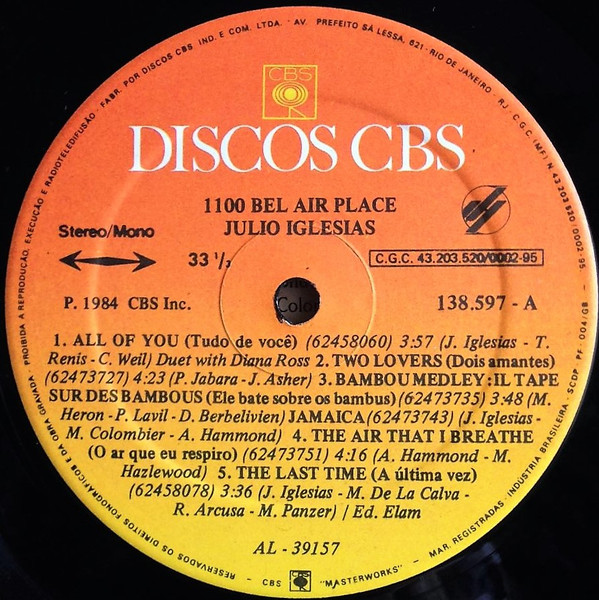 FABR. POR DISCOS CBS IND. E COM. LTDA. / AV. PREFEITO SÁ LESSA, 621 · RIO DE JANEIRO - RJ · C.G.C. (MF) N 43 203 520 / 0002-95 · SCDP PF 004/GB - INDÚSTRIA BRASILEIRA
CBS
DISCOS CBS
1100 BEL AIR PLACE
JULIO IGLESIAS
Stereo/Mono
33 ⅓
C.G.C. 43.203.520/0002-95
P. 1984 CBS Inc.
138.597 - A
1. ALL OF YOU (Tudo de você) (62458060) 3:57 (J. Iglesias - T.
Renis - C. Weil) Duet with Diana Ross 2. TWO LOVERS (Dois amantes)
(62473727) 4:23 (P. Jabara - J. Asher) 3. BAMBOU MEDLEY: IL TAPE
SUR DES BAMBOUS (Ele bate sobre os bambus) (62473735) 3:48 (M.
Heron - P. Lavil - D. Berbelivien) JAMAICA (62473743) (J. Iglesias -
M. Colombier - A. Hammond) 4. THE AIR THAT I BREATHE
(O ar que eu respiro) (62473751) 4:16 (A. Hammond - M.
Hazlewood) 5. THE LAST TIME (A última vez)
(62458078) 3:36 (J. Iglesias - M. De La Calva -
R. Arcusa - M. Panzer) / Ed. Elam
AL - 39157
RESERVADOS OS DIREITOS FONOGRÁFICOS E DA OBRA GRAVADA PROIBIDA A REPRODUÇÃO, EXECUÇÃO E RADIOTELEDIFUSÃO
- CBS "MASTERWORKS" - MAR. REGISTRADAS